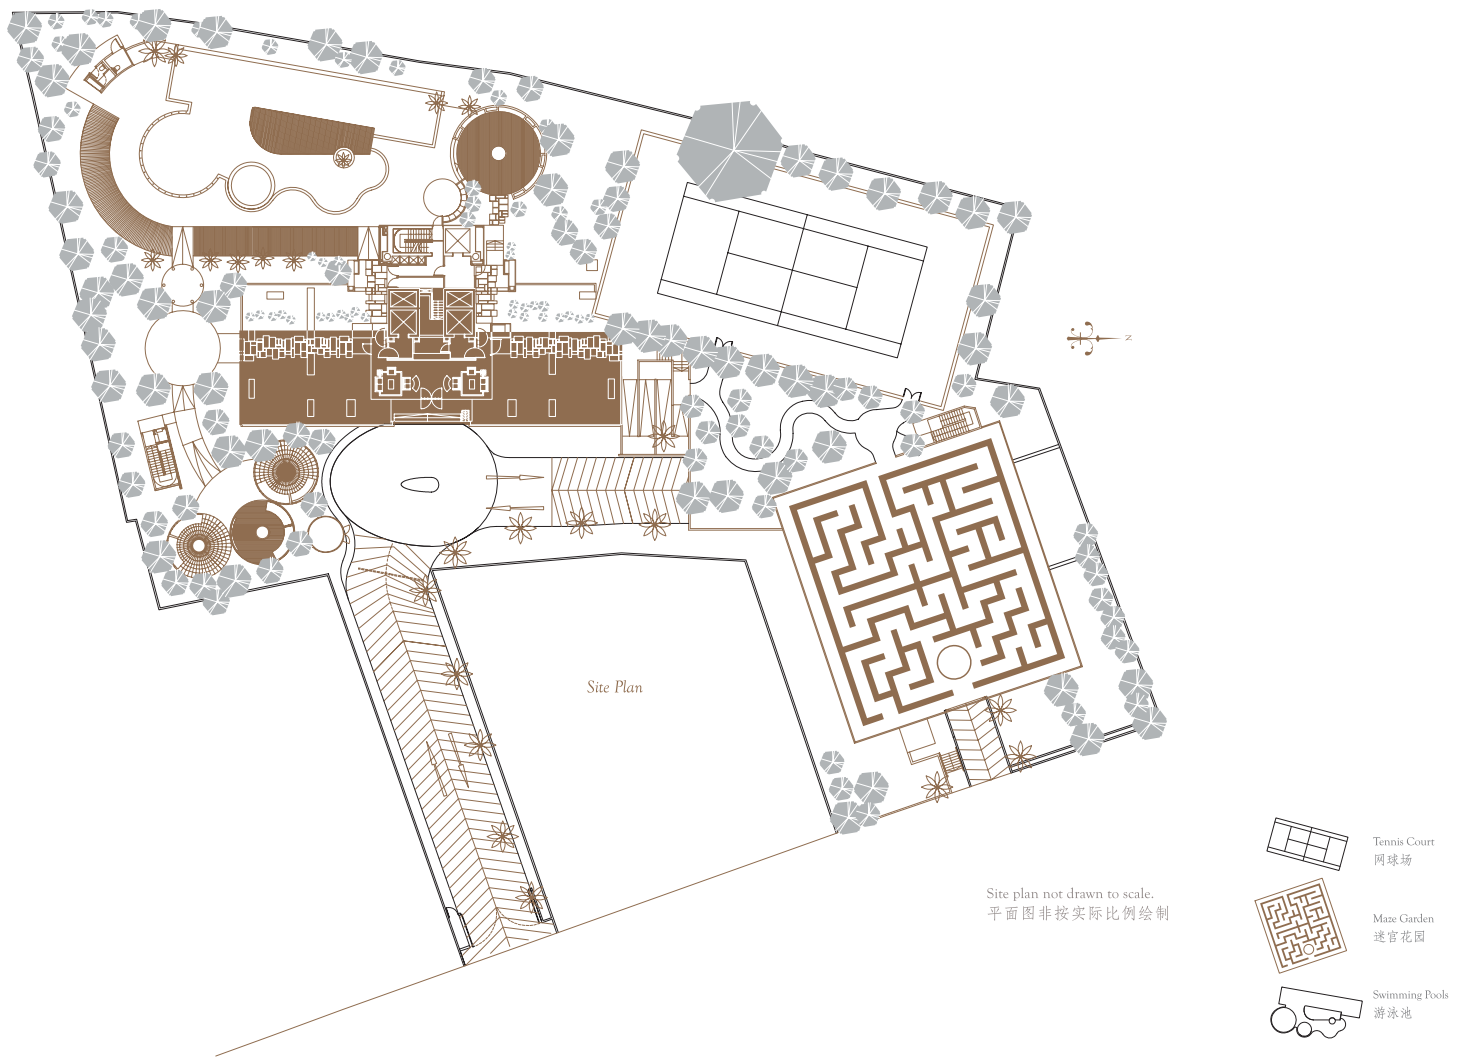 N
Site Plan
Tennis Court
网球场
Site plan not drawn to scale.
平面图非按实际比例绘制
Maze Garden
迷宫花园
Swimming Pools
游泳池